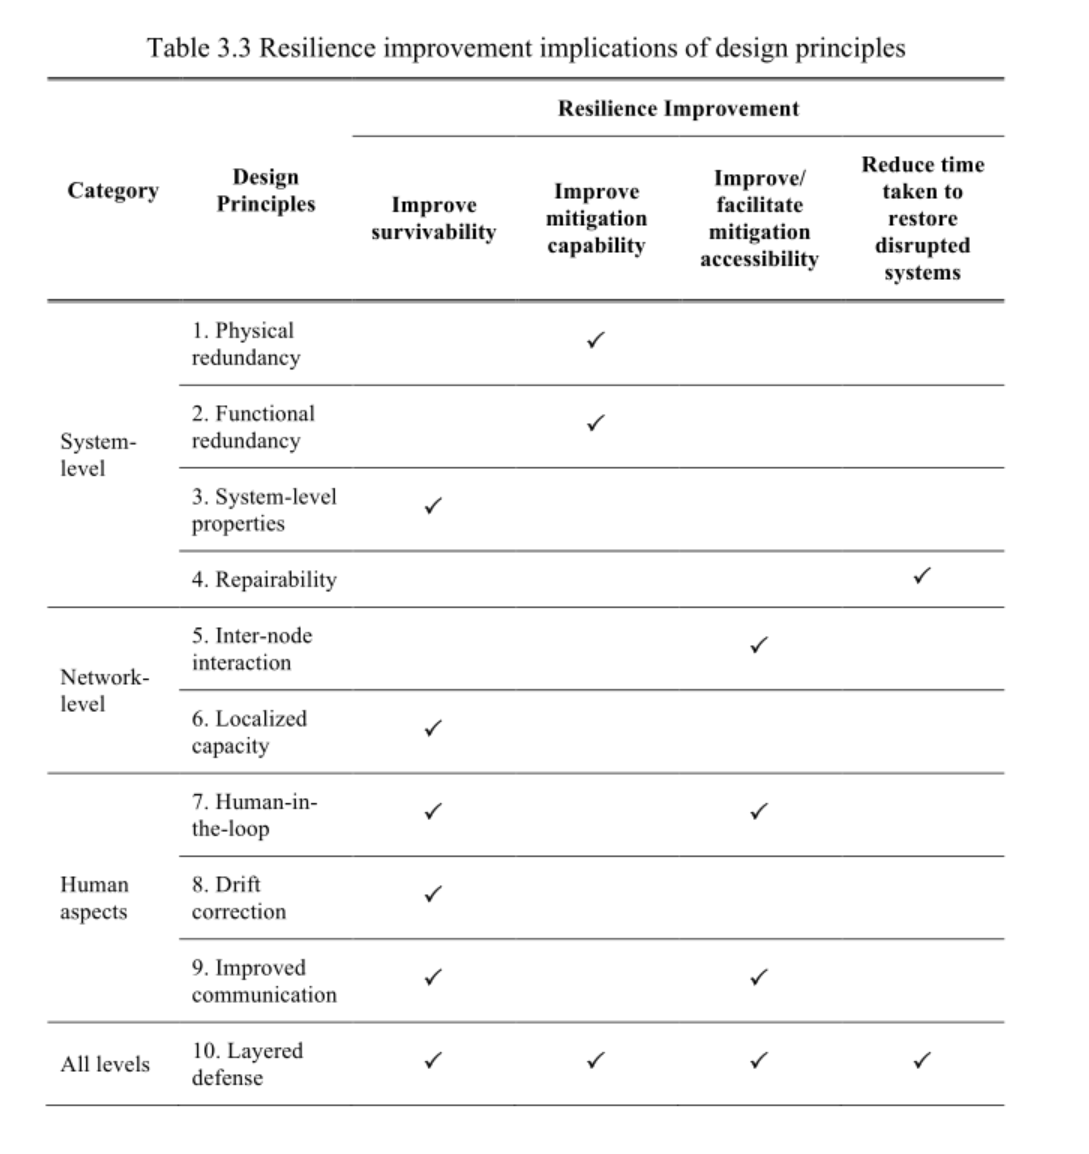 Table 3.3 Resilience improvement implications of design principles
Resilience Improvement
Category
Design
Principles
Improve
survivability
Improve
mitigation
capability
Improve/
facilitate
mitigation
accessibility
Reduce time
taken to
restore
disrupted
systems
System-
level
1. Physical
redundancy
✓
2. Functional
redundancy
✓
3. System-level
properties
✓
4. Repairability
✓
Network-
level
5. Inter-node
interaction
✓
6. Localized
capacity
✓
Human
aspects
7. Human-in-
the-loop
✓ ✓
8. Drift
correction
✓
9. Improved
communication
✓ ✓
All levels
10. Layered
defense
✓ ✓ ✓ ✓